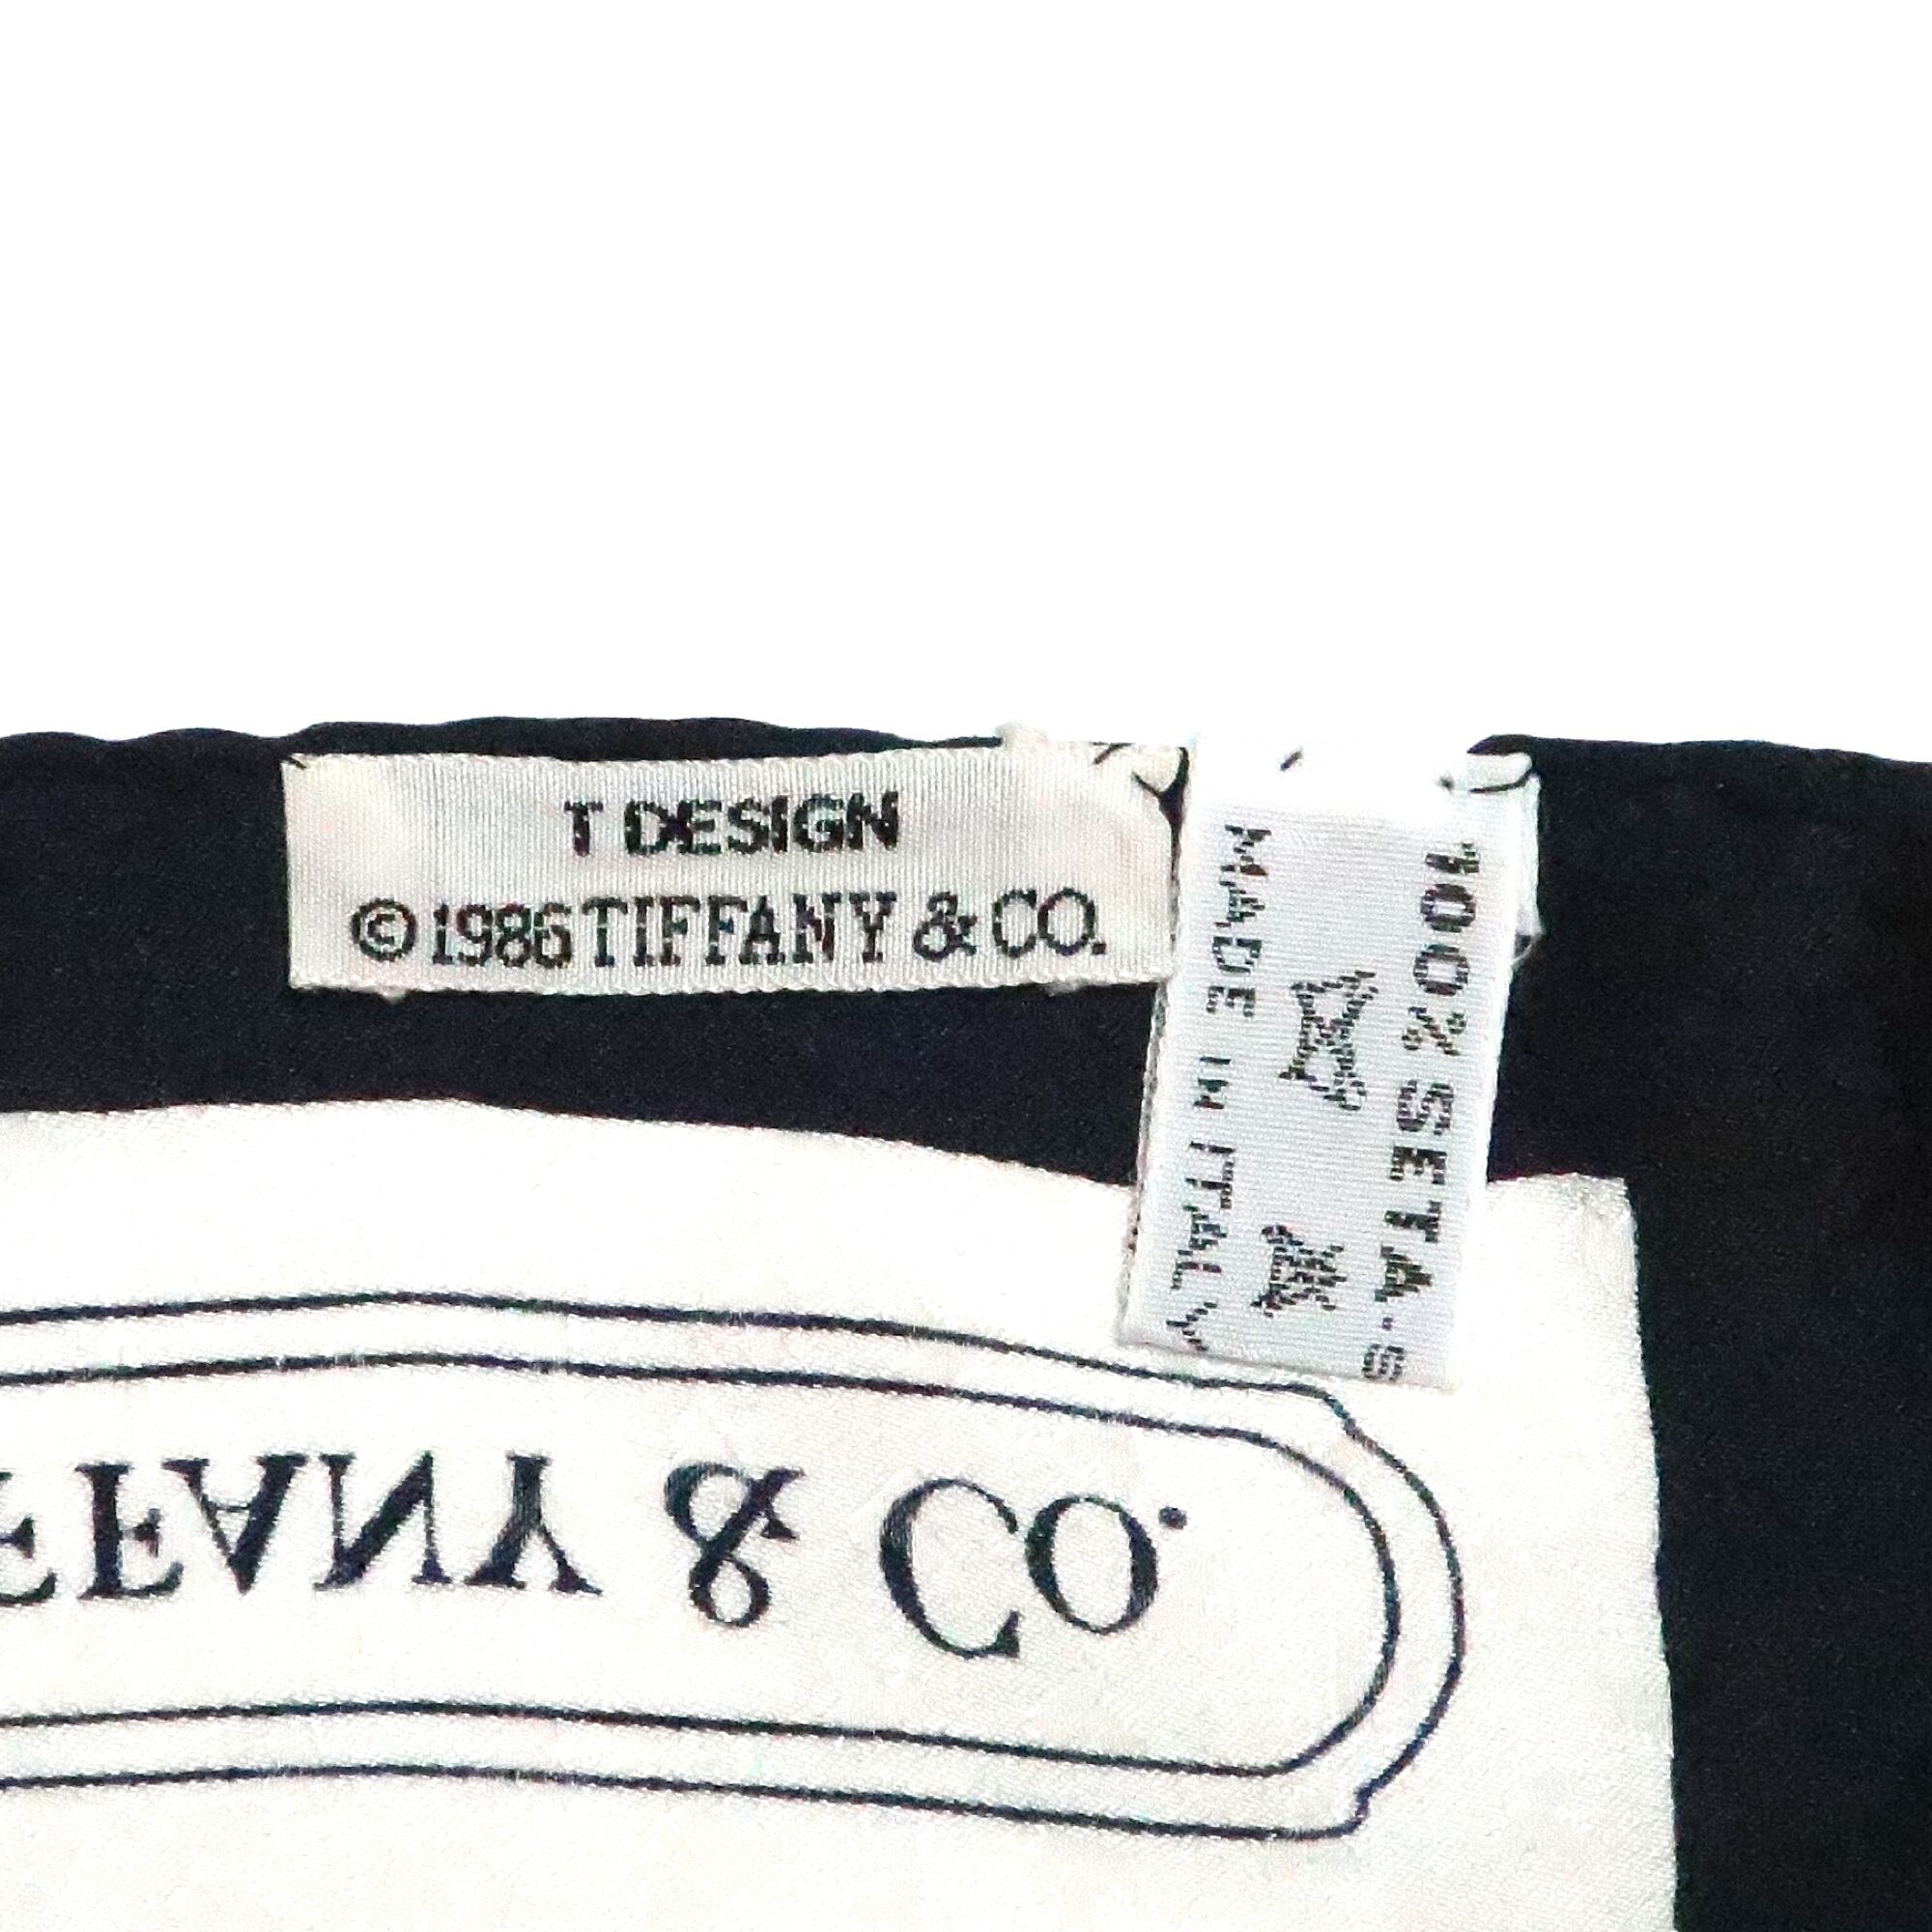 T DESIGN
©1986 TIFFANY & CO.
100% SETA-S
MADE IN ITALY
FFANY & CO.